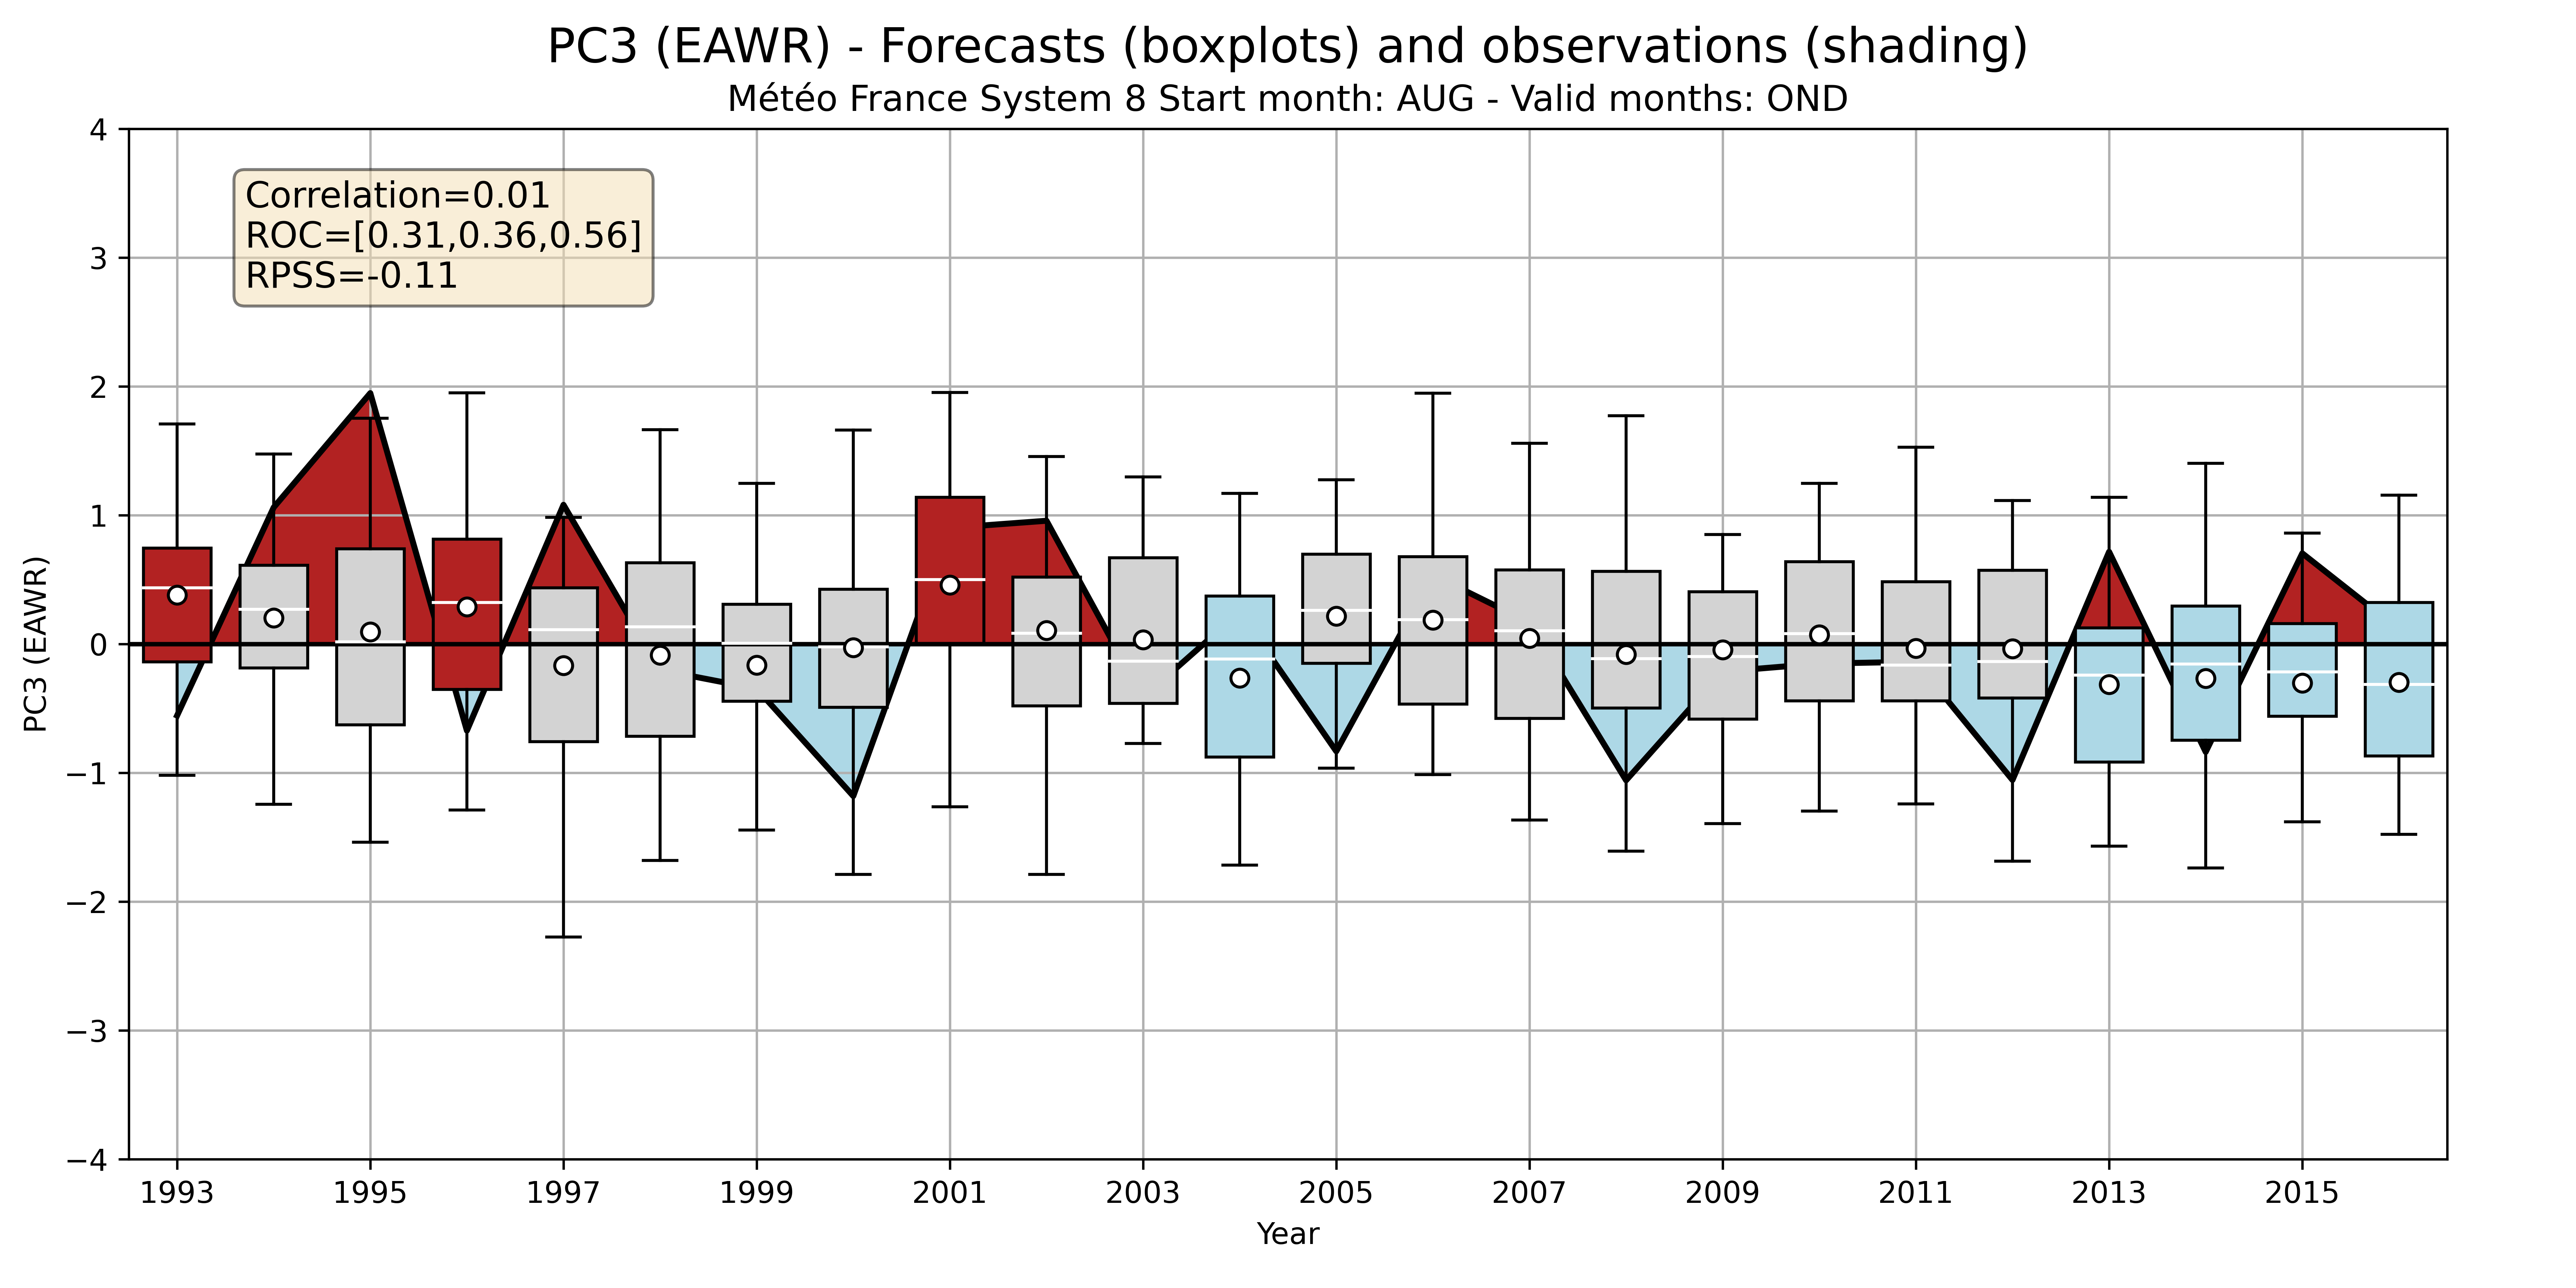 PC3 (EAWR) - Forecasts (boxplots) and observations (shading)
Météo France System 8 Start month: AUG - Valid months: OND
Correlation=0.01
ROC=[0.31,0.36,0.56]
RPSS=-0.11
PC3 (EAWR)
4
3
2
1
0
−1
−2
−3
−4
1993 1995 1997 1999 2001 2003 2005 2007 2009 2011 2013 2015
Year